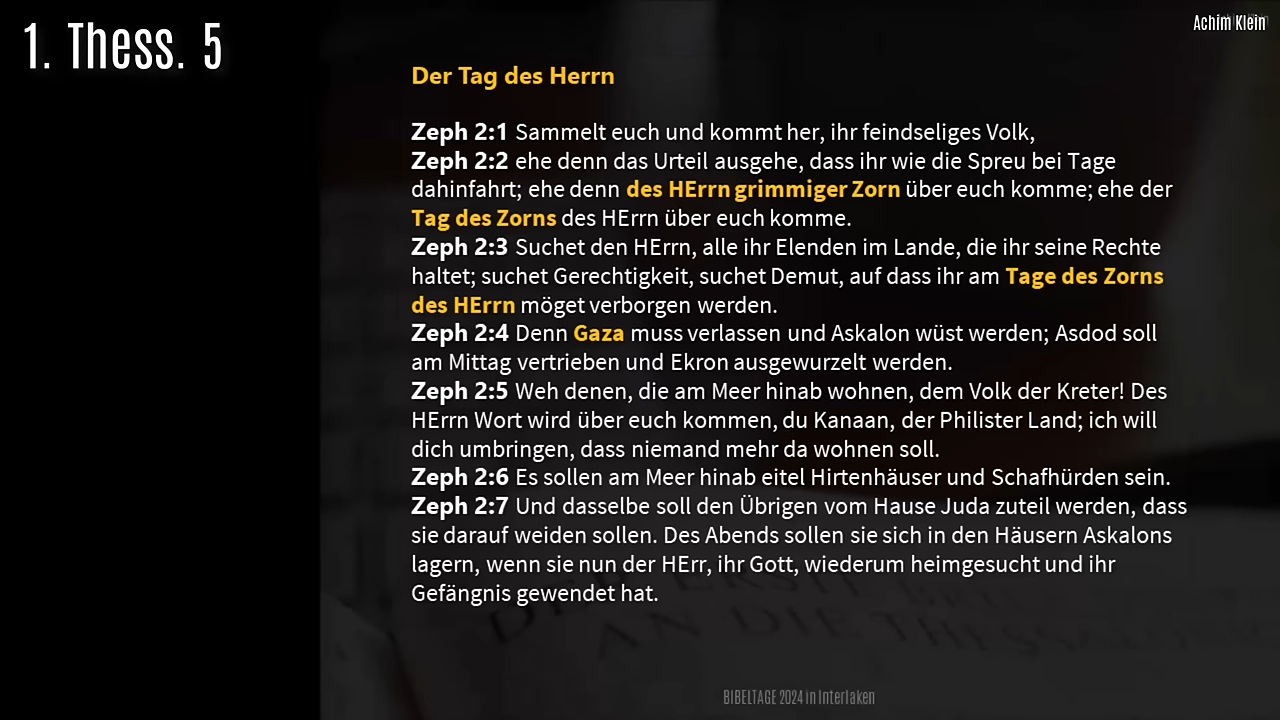 1. Thess. 5
Achim Klein
Der Tag des Herrn
Zeph 2:1 Sammelt euch und kommt her, ihr feindseliges Volk,
Zeph 2:2 ehe denn das Urteil ausgehe, dass ihr wie die Spreu bei Tage
dahinfahrt; ehe denn des HErrn grimmiger Zorn über euch komme; ehe der
Tag des Zorns des HErrn über euch komme.
Zeph 2:3 Suchet den HErrn, alle ihr Elenden im Lande, die ihr seine Rechte
haltet; suchet Gerechtigkeit, suchet Demut, auf dass ihr am Tage des Zorns
des HErrn möget verborgen werden.
Zeph 2:4 Denn Gaza muss verlassen und Askalon wüst werden; Asdod soll
am Mittag vertrieben und Ekron ausgewurzelt werden.
Zeph 2:5 Weh denen, die am Meer hinab wohnen, dem Volk der Kreter! Des
HErrn Wort wird über euch kommen, du Kanaan, der Philister Land; ich will
dich umbringen, dass niemand mehr da wohnen soll.
Zeph 2:6 Es sollen am Meer hinab eitel Hirtenhäuser und Schafhürden sein.
Zeph 2:7 Und dasselbe soll den Übrigen vom Hause Juda zuteil werden, dass
sie darauf weiden sollen. Des Abends sollen sie sich in den Häusern Askalons
lagern, wenn sie nun der HErr, ihr Gott, wiederum heimgesucht und ihr
Gefängnis gewendet hat.
DER ERSTE BRIEF
AN DIE THESSALONICHER
BIBELTAGE 2024 in Interlaken